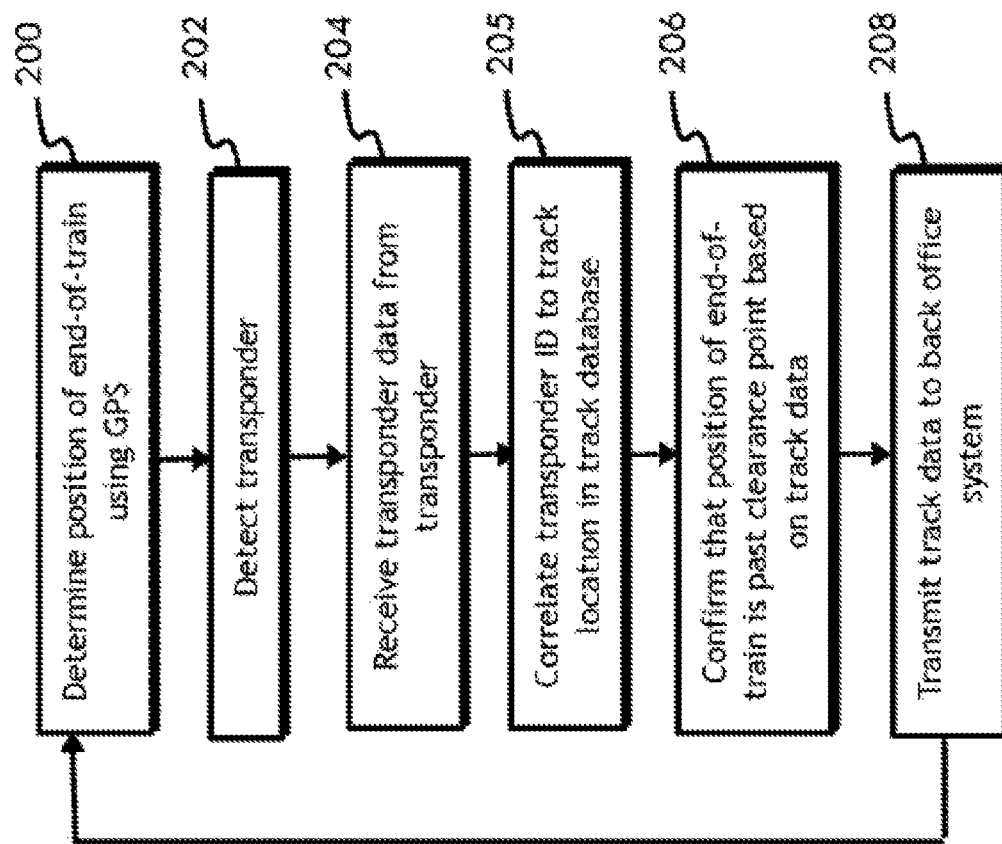 200
Determine position of end-of-train
using GPS
202
Detect transponder
204
Receive transponder data from
transponder
205
Correlate transponder ID to track
location in track database
206
Confirm that position of end-of-
train is past clearance point based
on track data
208
Transmit track data to back office
system